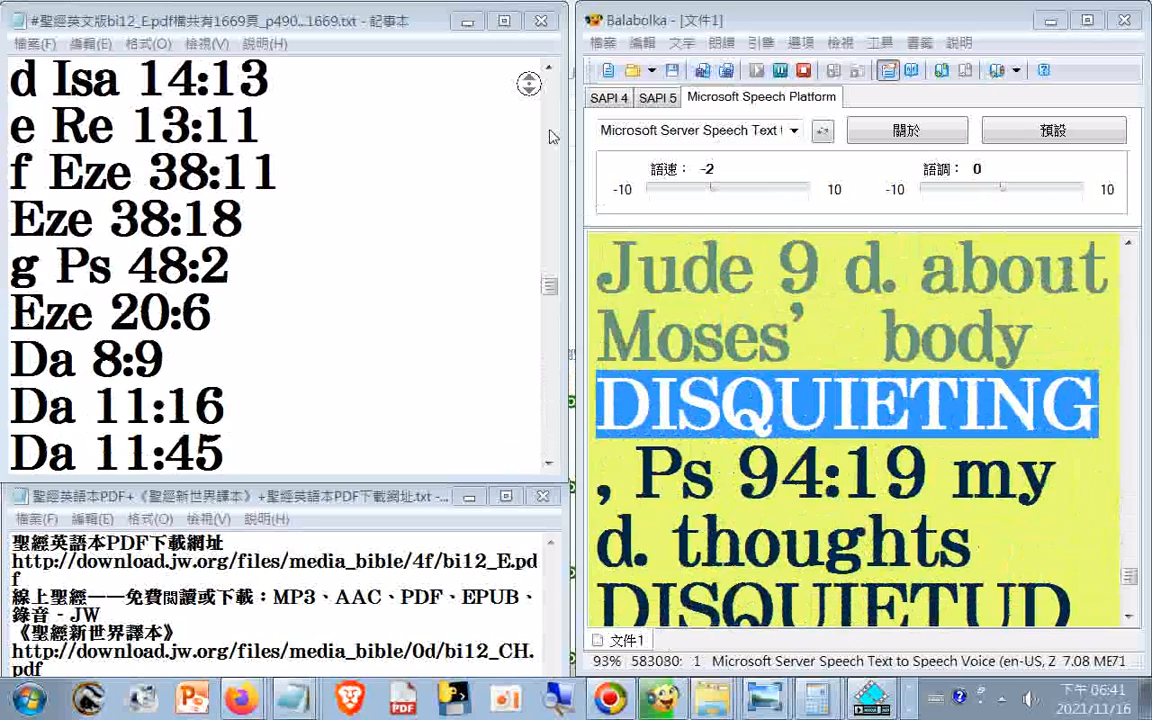 #聖經英文版bi12_E.pdf檔共有1669頁_p490...1669.txt - 記事本
檔案(F) 編輯(E) 格式(O) 檢視(V) 說明(H)
d Isa 14:13
e Re 13:11
f Eze 38:11
Eze 38:18
g Ps 48:2
Eze 20:6
Da 8:9
Da 11:16
Da 11:45
聖經英語本PDF+《聖經新世界譯本》+聖經英語本PDF下載網址.txt - ...
檔案(F) 編輯(E) 格式(O) 檢視(V) 說明(H)
聖經英語本PDF下載網址
http://download.jw.org/files/media_bible/4f/bi12_E.pd
f
線上聖經——免費閱讀或下載：MP3、AAC、PDF、EPUB、
錄音 - JW
《聖經新世界譯本》
http://download.jw.org/files/media_bible/0d/bi12_CH.
pdf
Balabolka - [文件1]
檔案 編輯 文字 朗讀 引擎 選項 檢視 工具 書籤 說明
SAPI 4 SAPI 5 Microsoft Speech Platform
Microsoft Server Speech Text 關於 預設
語速： -2 語調： 0
-10 10 -10 10
Jude 9 d. about
Moses’ body
DISQUIETING
, Ps 94:19 my
d. thoughts
DISQUIETUD
文件1
93% 583080: 1 Microsoft Server Speech Text to Speech Voice (en-US, Z 7.08 ME71
下午 06:41
2021/11/16